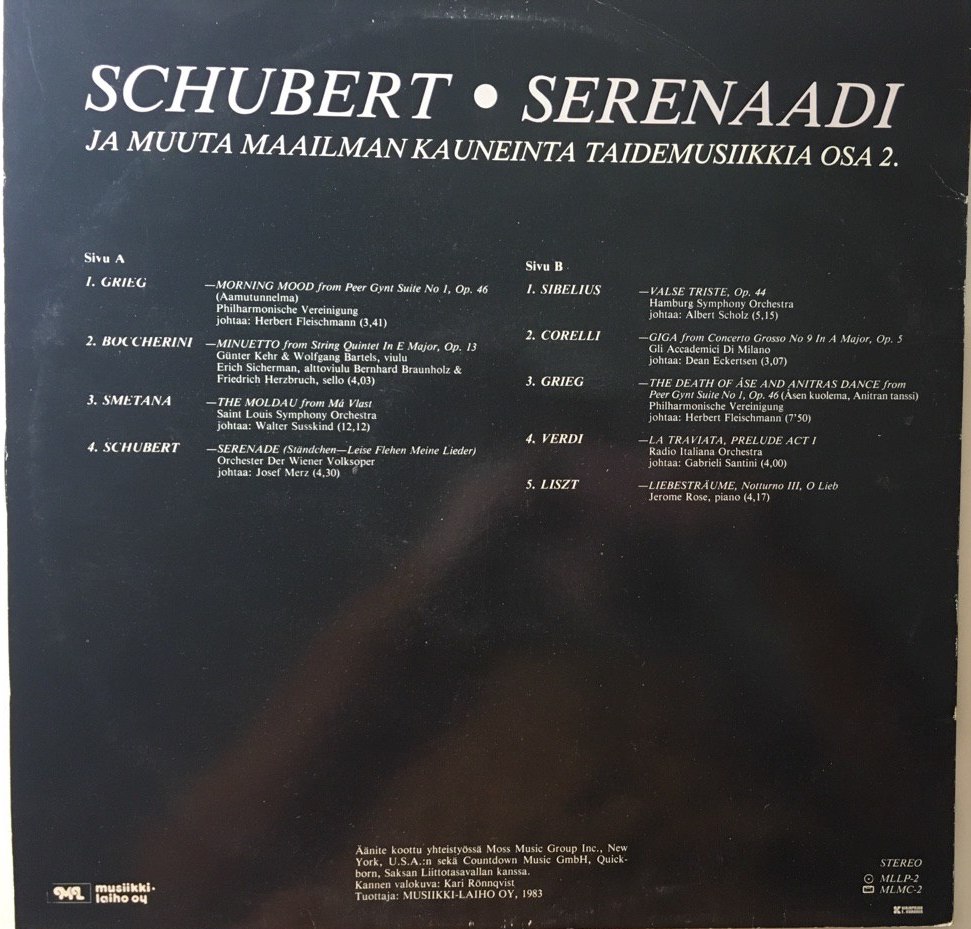 SCHUBERT • SERENAADI
JA MUUTA MAAILMAN KAUNEINTA TAIDEMUSIIKKIA OSA 2.
Sivu A
1. GRIEG —MORNING MOOD from Peer Gynt Suite No 1, Op. 46
(Aamutunnelma)
Philharmonische Vereinigung
johtaa: Herbert Fleischmann (3,41)
2. BOCCHERINI —MINUETTO from String Quintet In E Major, Op. 13
Günter Kehr & Wolfgang Bartels, viulu
Erich Sicherman, alttoviulu Bernhard Braunholz &
Friedrich Herzbruch, sello (4,03)
3. SMETANA —THE MOLDAU from Má Vlast
Saint Louis Symphony Orchestra
johtaa: Walter Susskind (12,12)
4. SCHUBERT —SERENADE (Ständchen—Leise Flehen Meine Lieder)
Orchester Der Wiener Volksoper
johtaa: Josef Merz (4,30)
Sivu B
1. SIBELIUS —VALSE TRISTE, Op. 44
Hamburg Symphony Orchestra
johtaa: Albert Scholz (5,15)
2. CORELLI —GIGA from Concerto Grosso No 9 In A Major, Op. 5
Gli Accademici Di Milano
johtaa: Dean Eckertsen (3,07)
3. GRIEG —THE DEATH OF ÅSE AND ANITRAS DANCE from
Peer Gynt Suite No 1, Op. 46 (Åsen kuolema, Anitran tanssi)
Philharmonische Vereinigung
johtaa: Herbert Fleischmann (7'50)
4. VERDI —LA TRAVIATA, PRELUDE ACT I
Radio Italiana Orchestra
johtaa: Gabrieli Santini (4,00)
5. LISZT —LIEBESTRÄUME, Notturno III, O Lieb
Jerome Rose, piano (4,17)
Äänite koottu yhteistyössä Moss Music Group Inc., New
York, U.S.A.:n sekä Countdown Music GmbH, Quick-
born, Saksan Liittotasavallan kanssa.
Kannen valokuva: Kari Rönnqvist
Tuottaja: MUSIIKKI-LAIHO OY, 1983
musiikki-
laiho oy
STEREO
MLLP-2
MLMC-2